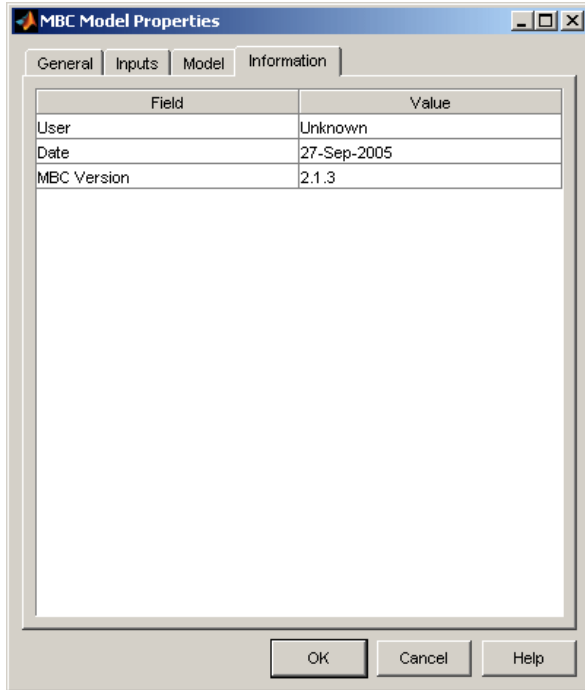 MBC Model Properties
General Inputs Model Information
Field Value
User Unknown
Date 27-Sep-2005
MBC Version 2.1.3
OK Cancel Help